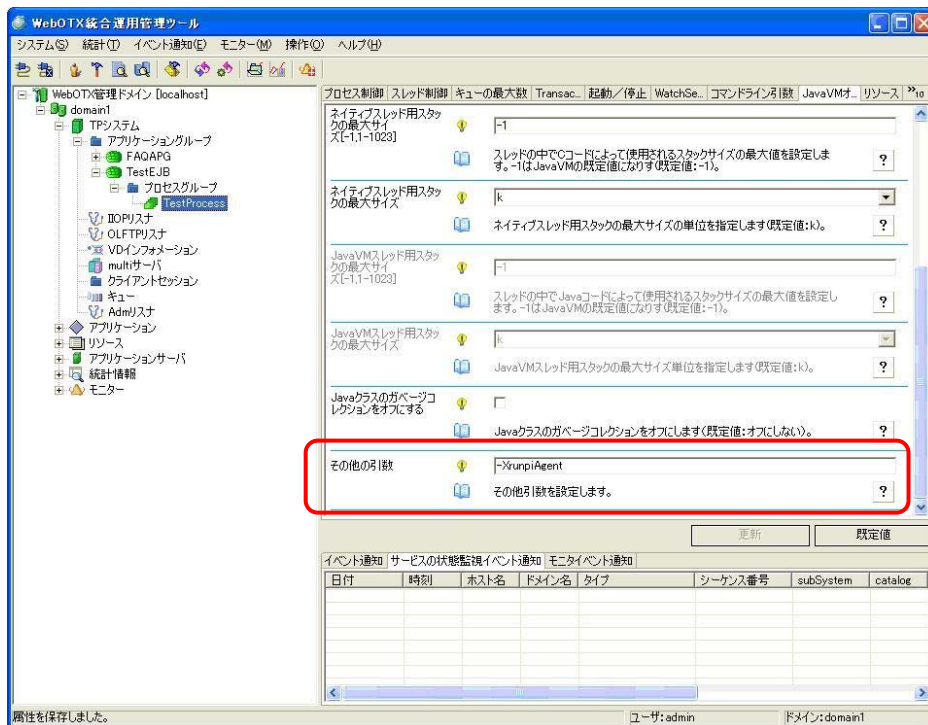 WebOTX統合運用管理ツール
システム(S) 統計(T) イベント通知(E) モニター(M) 操作(O) ヘルプ(H)
WebOTX管理ドメイン [localhost]
domain1
TPシステム
アプリケーショングループ
FAQAPG
TestEJB
プロセスグループ
TestProcess
IIOPリスナ
OLFTPリスナ
VDインフォメーション
multiサーバ
クライアントセッション
キュー
Admリスナ
アプリケーション
リソース
アプリケーションサーバ
統計情報
モニター
プロセス制御 スレッド制御 キューの最大数 Transac... 起動/停止 WatchSe... コマンドライン引数 JavaVMオ... リソース »10
ネイティブスレッド用スタッ
クの最大サイ
ズ[-1,1-1023]
-1
スレッドの中でCコードによって使用されるスタックサイズの最大値を設定しま
す。-1はJavaVMの既定値になりす(既定値:-1)。
?
ネイティブスレッド用スタッ
クの最大サイズ
k
ネイティブスレッド用スタックの最大サイズの単位を指定します(既定値:k)。
?
JavaVMスレッド用スタッ
クの最大サイ
ズ[-1,1-1023]
-1
スレッドの中でJavaコードによって使用されるスタックサイズの最大値を設定し
ます。-1はJavaVMの既定値になりす(既定値:-1)。
?
JavaVMスレッド用スタッ
クの最大サイズ
k
JavaVMスレッド用スタックの最大サイズ単位を指定します(既定値:k)。
?
Javaクラスのガベージコ
レクションをオフにする
Javaクラスのガベージコレクションをオフにします(既定値:オフにしない)。
?
その他の引数
-XrunpiAgent
その他引数を設定します。
?
更新 既定値
イベント通知 サービスの状態監視イベント通知 モニタイベント通知
日付 時刻 ホスト名 ドメイン名 タイプ シーケンス番号 subSystem catalog
属性を保存しました。 ユーザ:admin ドメイン:domain1